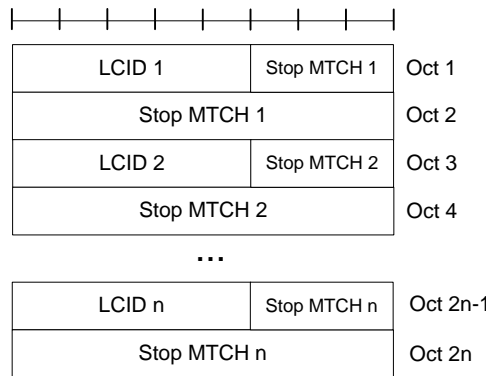 LCID 1 Stop MTCH 1 Oct 1
Stop MTCH 1 Oct 2
LCID 2 Stop MTCH 2 Oct 3
Stop MTCH 2 Oct 4
...
LCID n Stop MTCH n Oct 2n-1
Stop MTCH n Oct 2n